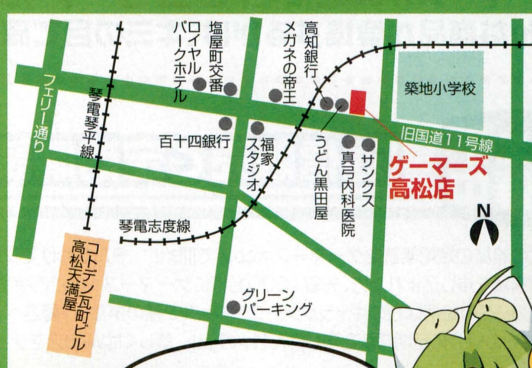 フェリー通り
琴電琴平線
ロイヤル
パークホテル
塩屋町交番
メガネの帝王
高知銀行
築地小学校
百十四銀行
福家
スタジオ
うどん黒田屋
真弓内科医院
サンクス
旧国道11号線
ゲーマーズ
高松店
N
琴電志度線
コトデン瓦町ビル
高松天満屋
グリーン
パーキング